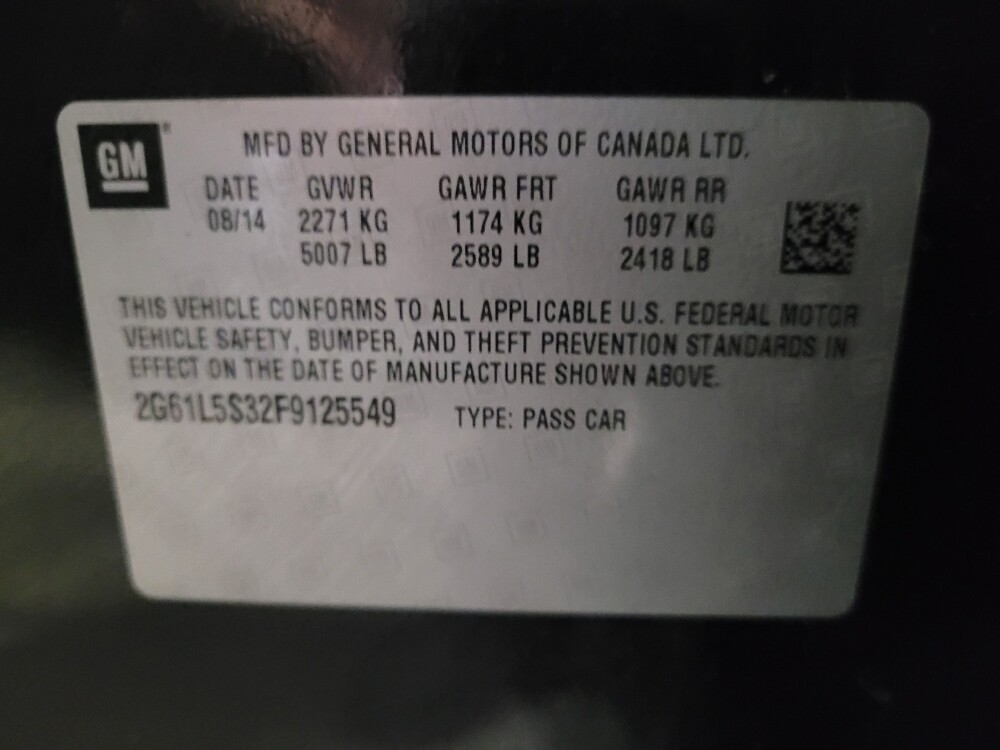 GM
MFD BY GENERAL MOTORS OF CANADA LTD.
DATE GVWR GAWR FRT GAWR RR
08/14 2271 KG 1174 KG 1097 KG
5007 LB 2589 LB 2418 LB
THIS VEHICLE CONFORMS TO ALL APPLICABLE U.S. FEDERAL MOTOR
VEHICLE SAFETY, BUMPER, AND THEFT PREVENTION STANDARDS IN
EFFECT ON THE DATE OF MANUFACTURE SHOWN ABOVE.
2G61L5S32F9125549 TYPE: PASS CAR